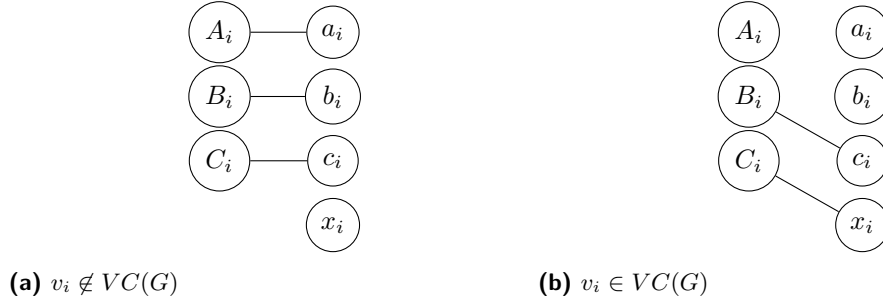 A_i a_i A_i a_i
B_i b_i B_i b_i
C_i c_i C_i c_i
x_i x_i
(a) v_i ∉ VC(G) (b) v_i ∈ VC(G)